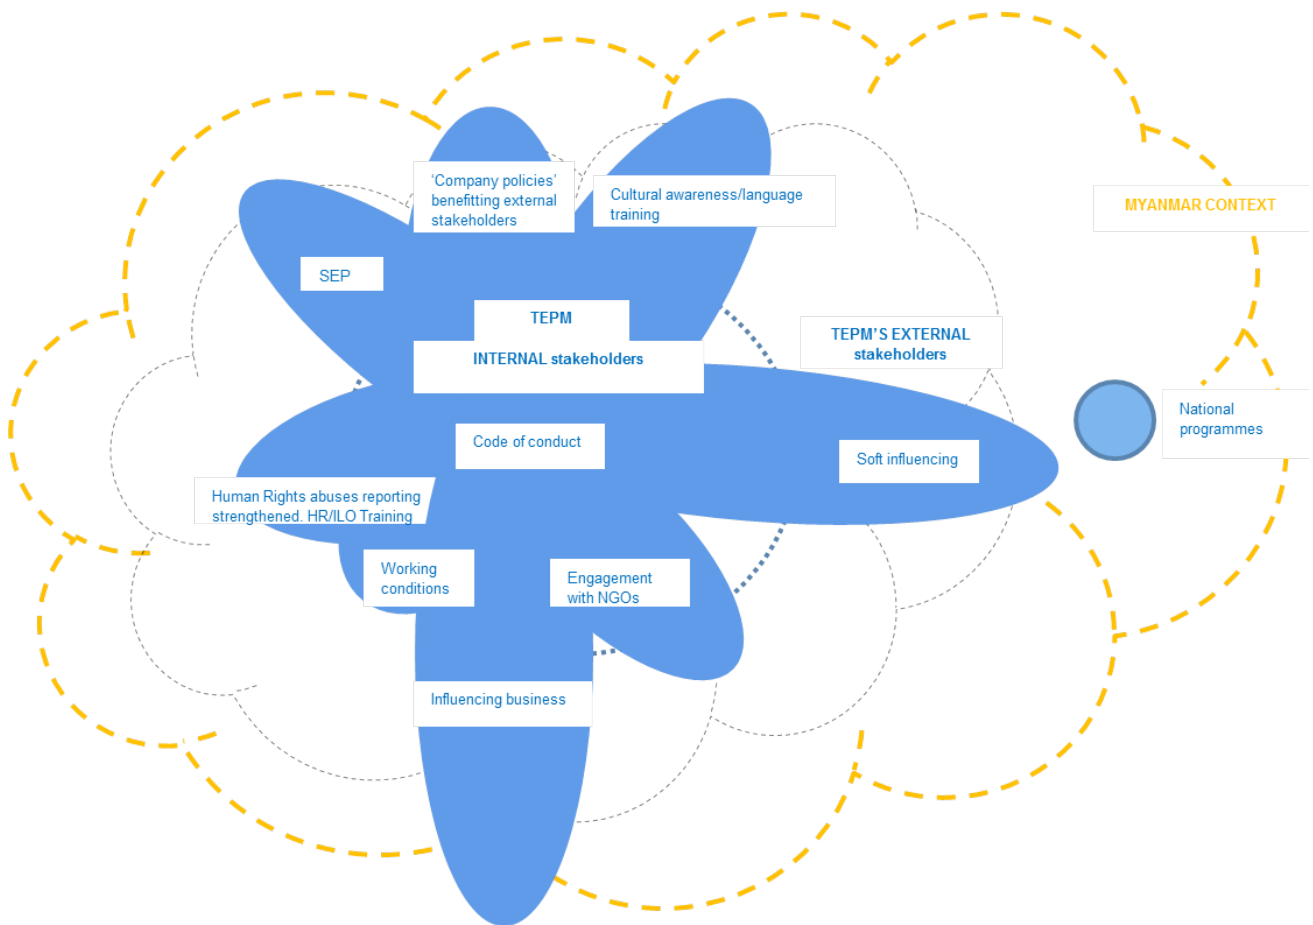 ‘Company policies’
benefitting external
stakeholders
Cultural awareness/language
training
MYANMAR CONTEXT
SEP
TEPM
INTERNAL stakeholders
TEPM’S EXTERNAL
stakeholders
National
programmes
Code of conduct
Soft influencing
Human Rights abuses reporting
strengthened. HR/ILO Training
Working
conditions
Engagement
with NGOs
Influencing business